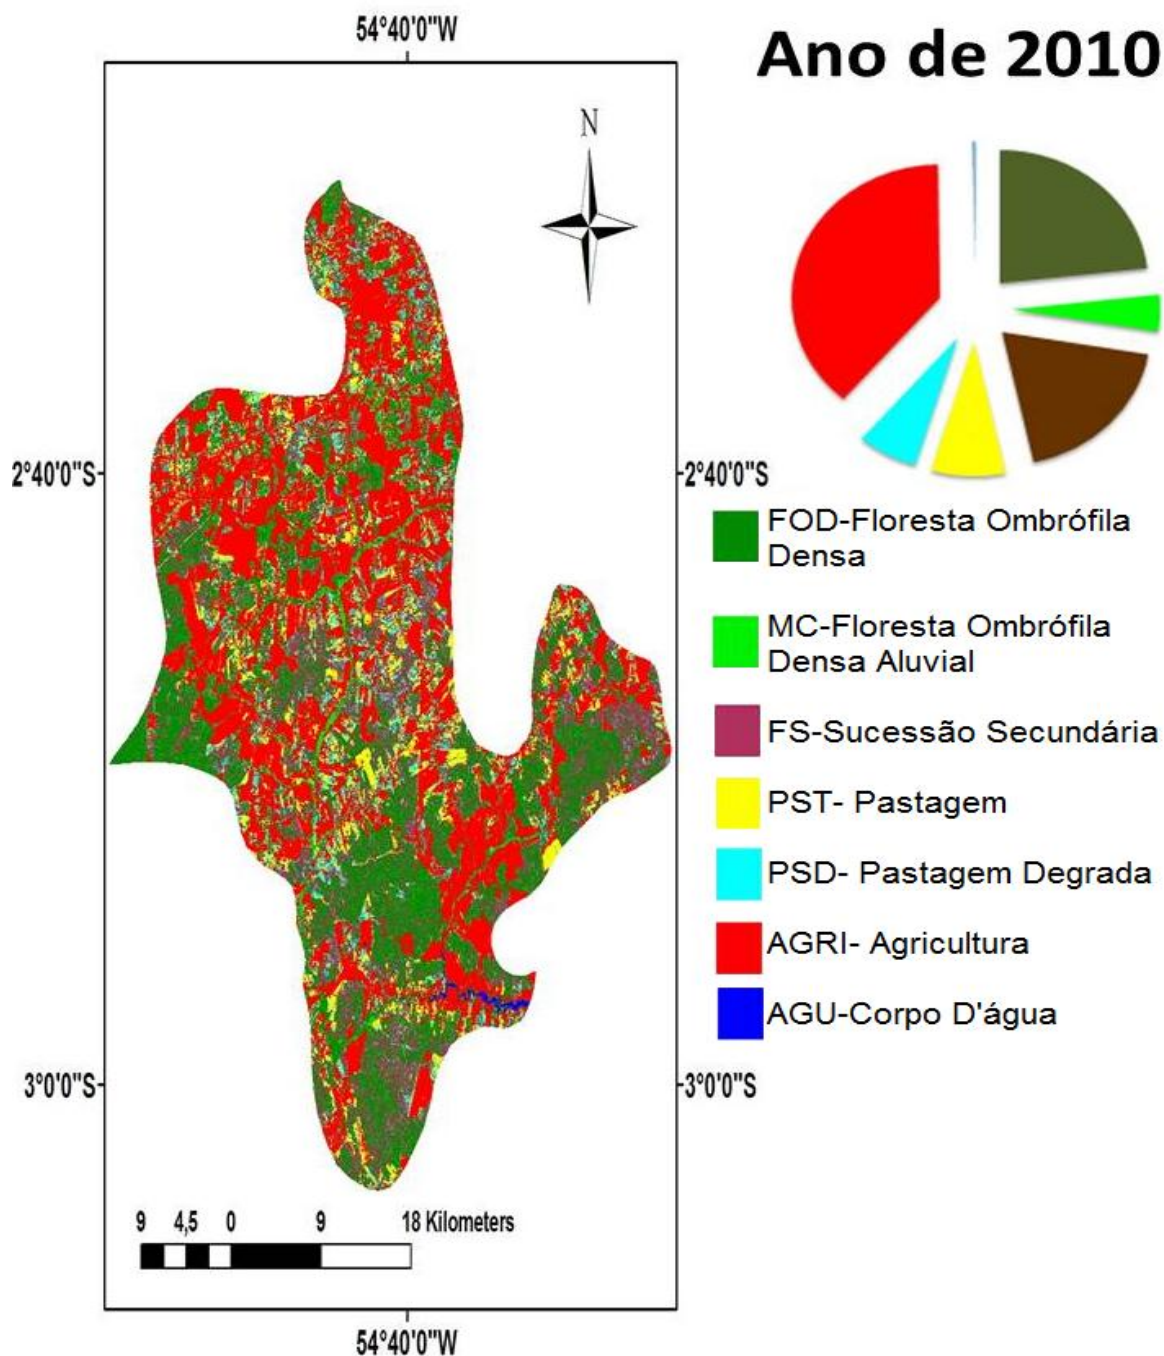 54°40'0"W
Ano de 2010
N
2°40'0"S
2°40'0"S
FOD-Floresta Ombrófila
Densa
MC-Floresta Ombrófila
Densa Aluvial
FS-Sucessão Secundária
PST- Pastagem
PSD- Pastagem Degrada
AGRI- Agricultura
AGU-Corpo D'água
3°0'0"S
3°0'0"S
9 4,5 0 9 18 Kilometers
54°40'0"W